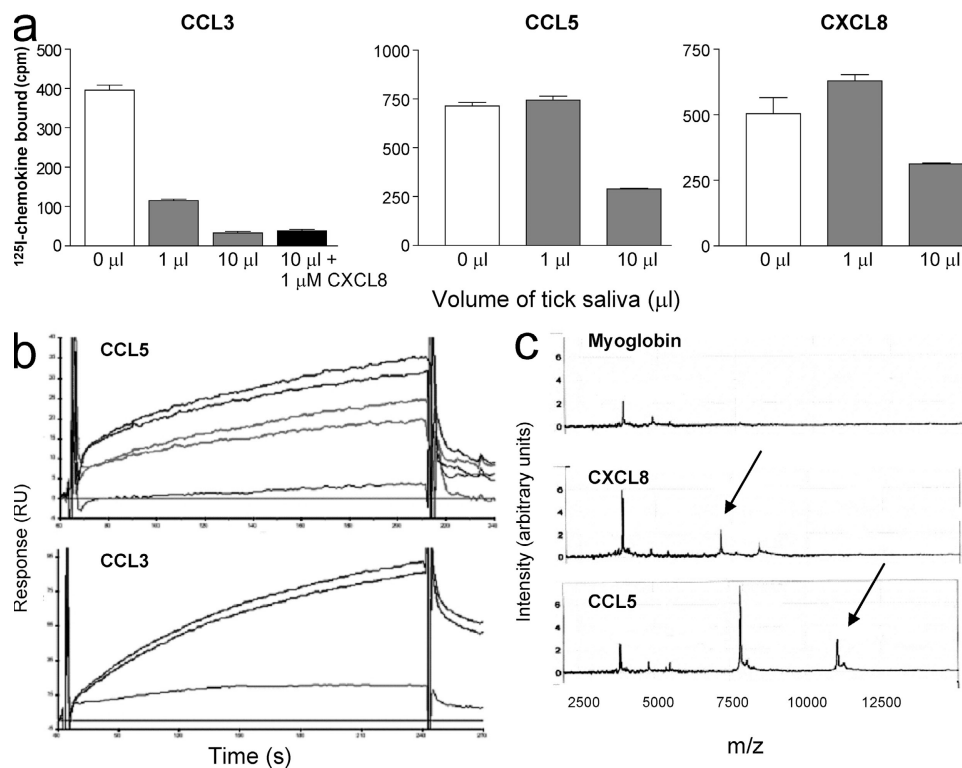 a
CCL3
CCL5
CXCL8
¹²⁵I-chemokine bound (cpm)
500
400
300
200
100
0
0 µl
1 µl
10 µl
10 µl +
1 µM CXCL8
1000
750
500
250
0
0 µl
1 µl
10 µl
750
500
250
0
0 µl
1 µl
10 µl
Volume of tick saliva (µl)
b
CCL5
Response (RU)
CCL3
Time (s)
c
Myoglobin
6
4
2
0
CXCL8
6
4
2
0
CCL5
6
4
2
0
Intensity (arbitrary units)
2500
5000
7500
10000
12500
m/z